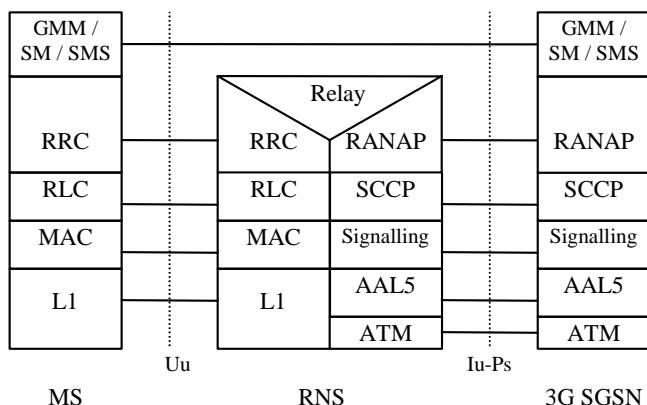 GMM /
SM / SMS
GMM /
SM / SMS
Relay
RRC
RRC
RANAP
RANAP
RLC
RLC
SCCP
SCCP
MAC
MAC
Signalling
Signalling
L1
L1
AAL5
AAL5
ATM
ATM
Uu
Iu-Ps
MS
RNS
3G SGSN